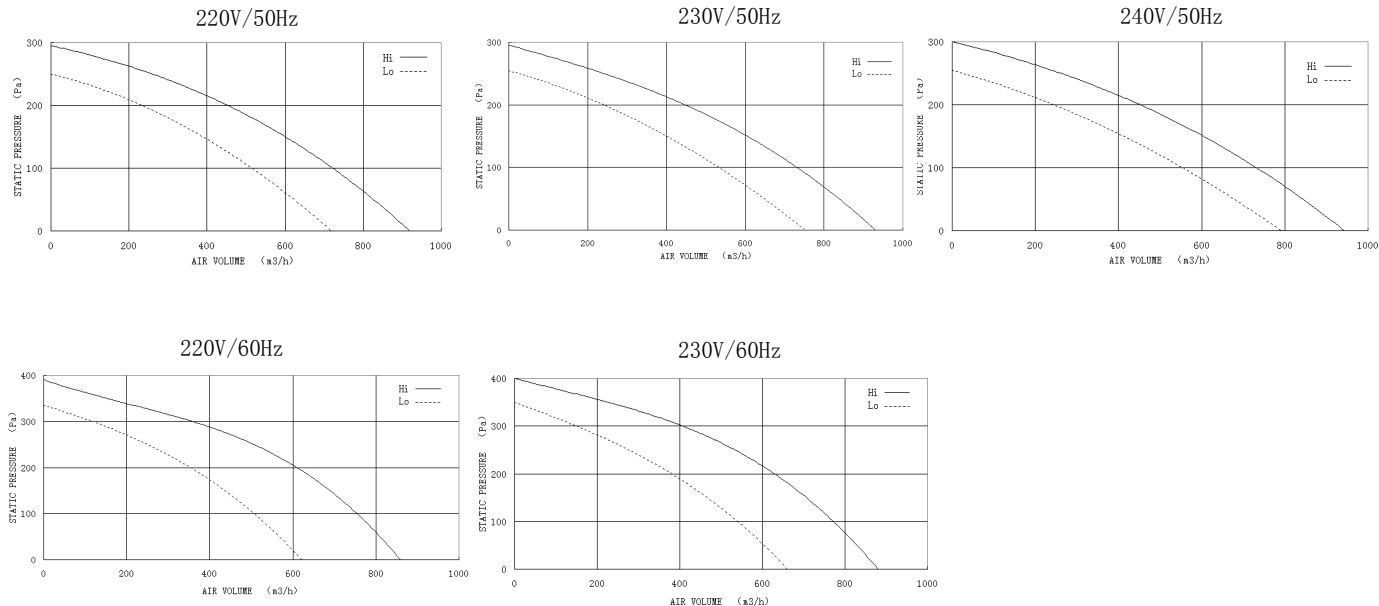 220V/50Hz
300
200
100
0
STATIC PRESSURE (Pa)
Hi
Lo
0 200 400 600 800 1000
AIR VOLUME (m3/h)
230V/50Hz
300
200
100
0
STATIC PRESSURE (Pa)
Hi
Lo
0 200 400 600 800 1000
AIR VOLUME (m3/h)
240V/50Hz
300
200
100
0
STATIC PRESSURE (Pa)
Hi
Lo
0 200 400 600 800 1000
AIR VOLUME (m3/h)
220V/60Hz
400
300
200
100
0
STATIC PRESSURE (Pa)
Hi
Lo
0 200 400 600 800 1000
AIR VOLUME (m3/h)
230V/60Hz
400
300
200
100
0
STATIC PRESSURE (Pa)
Hi
Lo
0 200 400 600 800 1000
AIR VOLUME (m3/h)